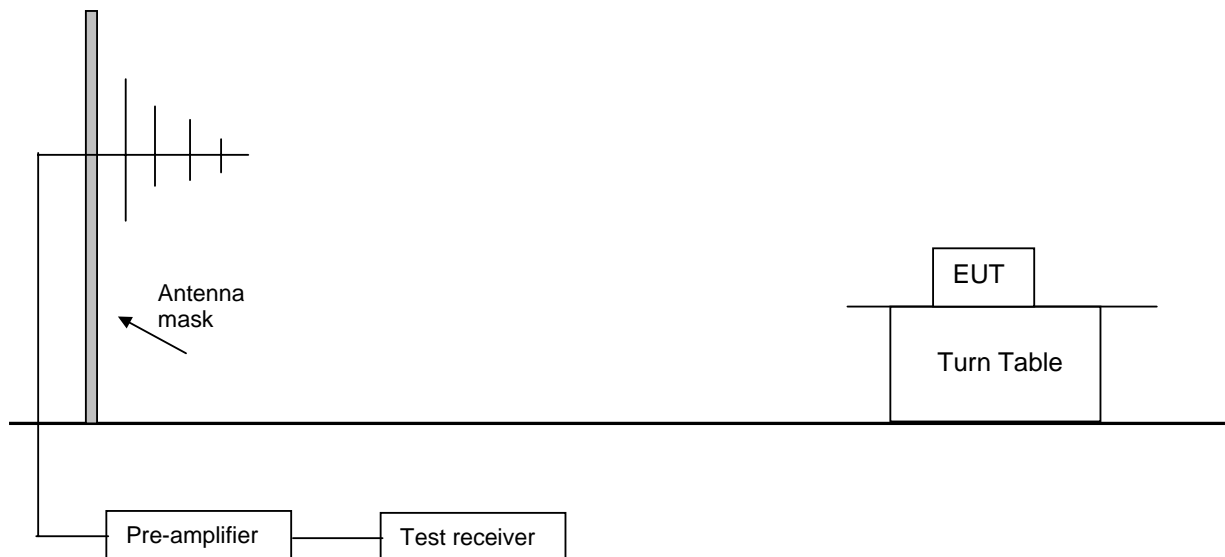 EUT
Antenna
mask
Turn Table
Pre-amplifier
Test receiver